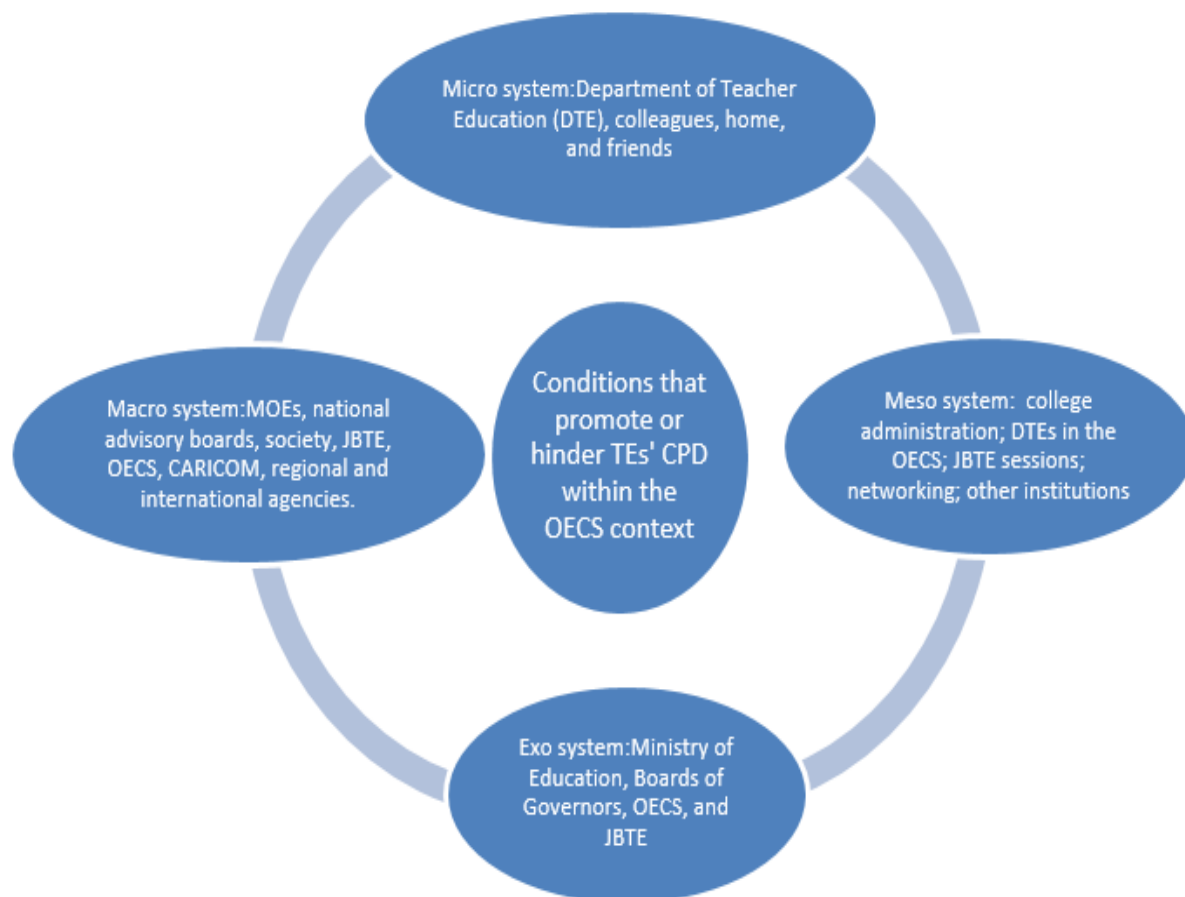 Micro system:Department of Teacher
Education (DTE), colleagues, home,
and friends
Macro system:MOEs, national
advisory boards, society, JBTE,
OECS, CARICOM, regional and
international agencies.
Conditions that
promote or
hinder TEs' CPD
within the
OECS context
Meso system:  college
administration; DTEs in the
OECS; JBTE sessions;
networking; other institutions
Exo system:Ministry of
Education, Boards of
Governors, OECS, and
JBTE